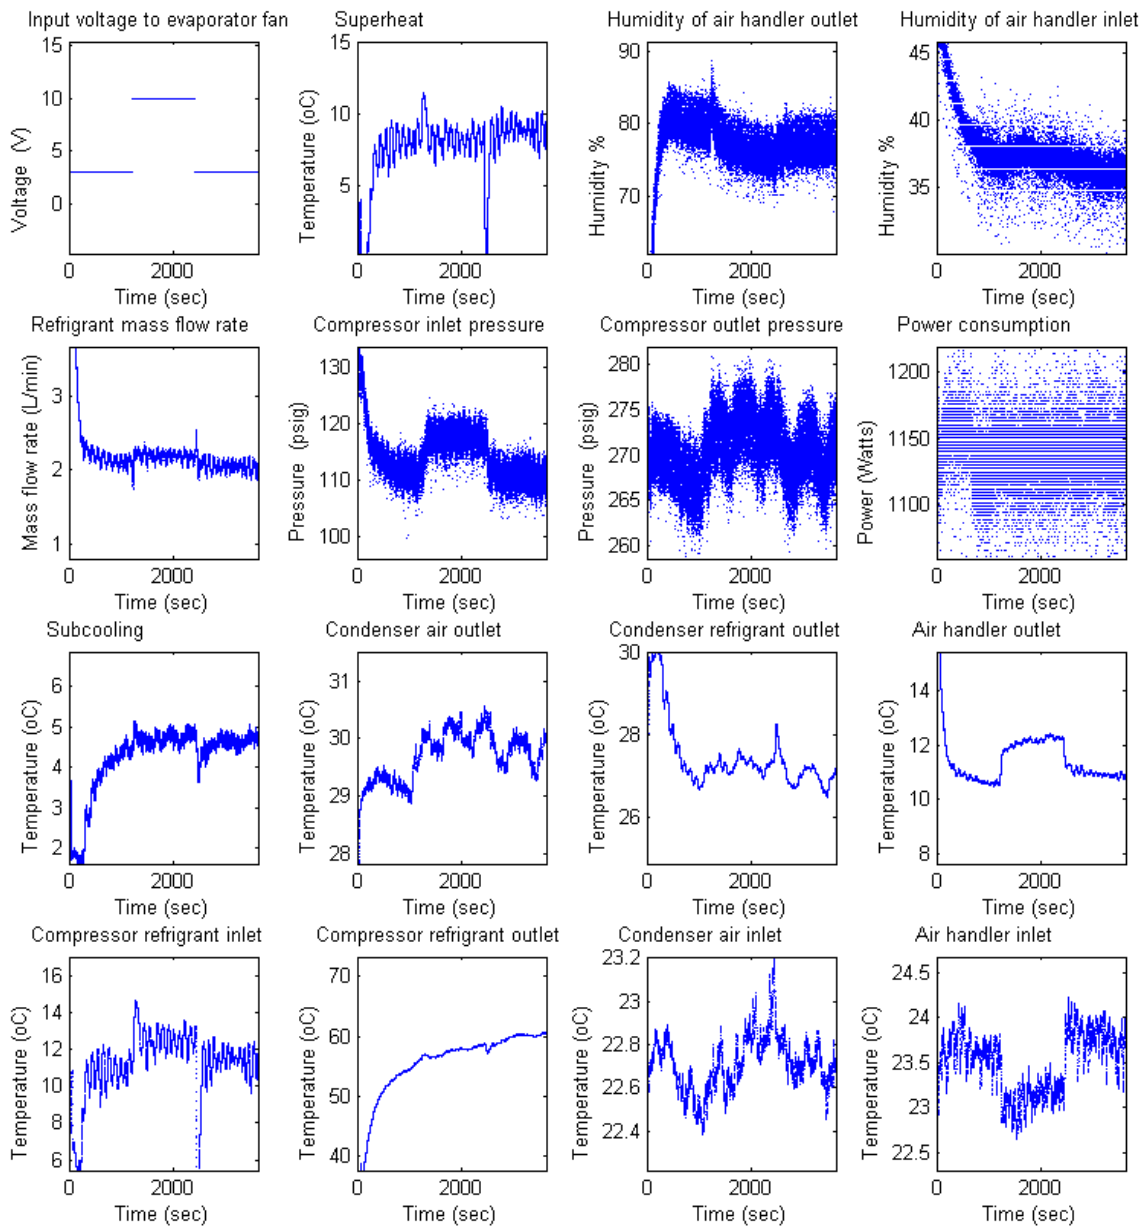 Input voltage to evaporator fan
Superheat
Humidity of air handler outlet
Humidity of air handler inlet
Voltage (V)
15
10
5
0
0
2000
Time (sec)
Temperature (oC)
15
10
5
0
2000
Time (sec)
Humidity %
90
80
70
0
2000
Time (sec)
Humidity %
45
40
35
0
2000
Time (sec)
Refrigrant mass flow rate
Compressor inlet pressure
Compressor outlet pressure
Power consumption
Mass flow rate (L/min)
3
2
1
0
2000
Time (sec)
Pressure (psig)
130
120
110
100
0
2000
Time (sec)
Pressure (psig)
280
275
270
265
260
0
2000
Time (sec)
Power (Watts)
1200
1150
1100
0
2000
Time (sec)
Subcooling
Condenser air outlet
Condenser refrigrant outlet
Air handler outlet
Temperature (oC)
6
5
4
3
2
0
2000
Time (sec)
Temperature (oC)
31
30
29
28
0
2000
Time (sec)
Temperature (oC)
30
28
26
0
2000
Time (sec)
Temperature (oC)
14
12
10
8
0
2000
Time (sec)
Compressor refrigrant inlet
Compressor refrigrant outlet
Condenser air inlet
Air handler inlet
Temperature (oC)
16
14
12
10
8
6
0
2000
Time (sec)
Temperature (oC)
70
60
50
40
0
2000
Time (sec)
Temperature (oC)
23.2
23
22.8
22.6
22.4
0
2000
Time (sec)
Temperature (oC)
24.5
24
23.5
23
22.5
0
2000
Time (sec)